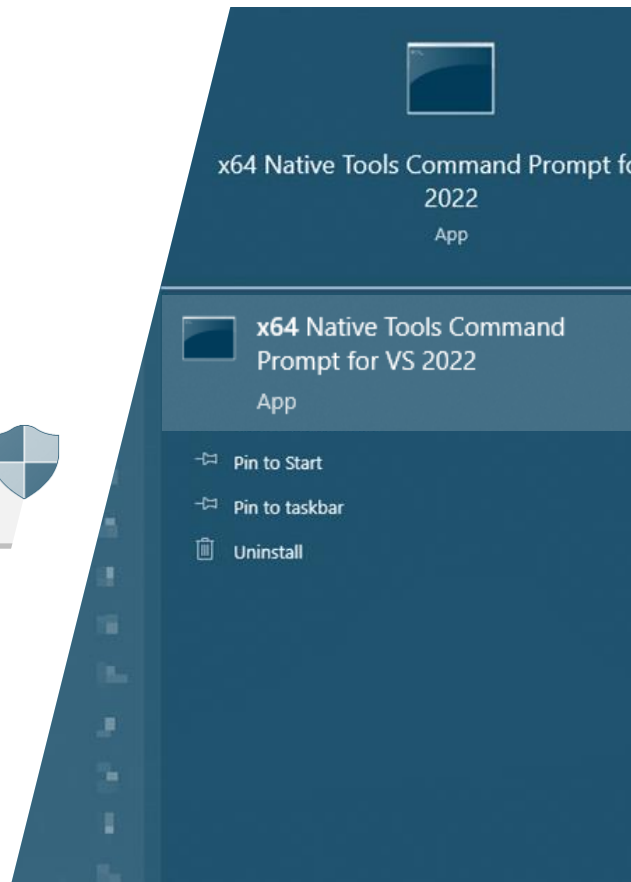 x64 Native Tools Command Prompt
2022
App
x64 Native Tools Command
Prompt for VS 2022
App
Pin to Start
Pin to taskbar
Uninstall